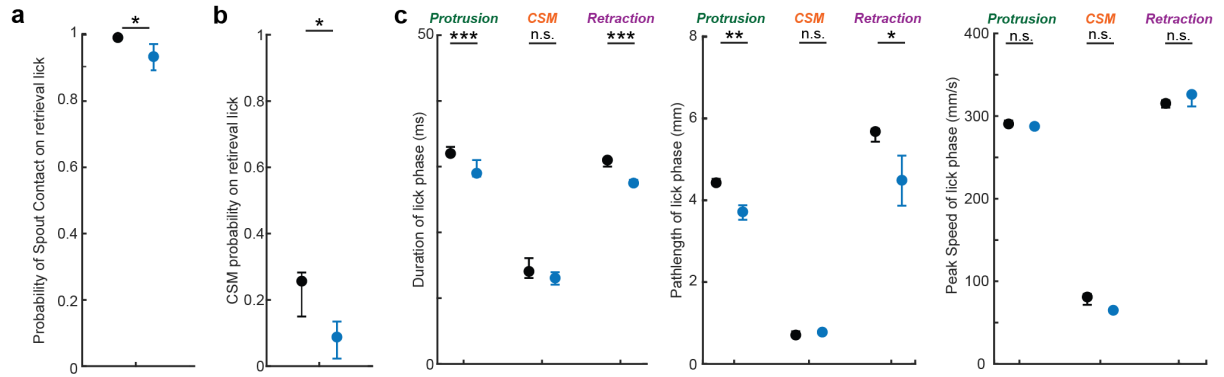 a
Probability of Spout Contact on retrieval lick
1
0.8
0.6
0.4
0.2
0
*
b
CSM probability on retireval lick
1
0.8
0.6
0.4
0.2
0
*
c
Protrusion CSM Retraction
*** n.s. ***
Duration of lick phase (ms)
50
0
Protrusion CSM Retraction
** n.s. *
Pathlength of lick phase (mm)
8
6
4
2
0
Protrusion CSM Retraction
n.s. n.s. n.s.
Peak Speed of lick phase (mm/s)
400
300
200
100
0